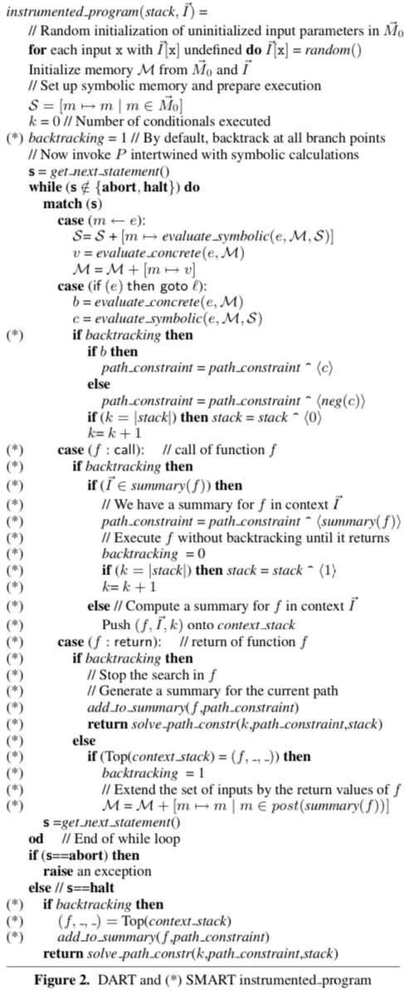 instrumented_program(stack, I⃗) =
// Random initialization of uninitialized input parameters in M⃗₀
for each input x with I⃗[x] undefined do I⃗[x] = random()
Initialize memory M from M⃗₀ and I⃗
// Set up symbolic memory and prepare execution
S = [m ↦ m | m ∈ M⃗₀]
k = 0 // Number of conditionals executed
(*) backtracking = 1 // By default, backtrack at all branch points
// Now invoke P intertwined with symbolic calculations
s = get_next_statement()
while (s ∉ {abort, halt}) do
match (s)
case (m ← e):
S= S + [m ↦ evaluate_symbolic(e, M, S)]
v = evaluate_concrete(e, M)
M = M + [m ↦ v]
case (if (e) then goto ℓ):
b = evaluate_concrete(e, M)
c = evaluate_symbolic(e, M, S)
(*) if backtracking then
if b then
path_constraint = path_constraint ^ ⟨c⟩
else
path_constraint = path_constraint ^ ⟨neg(c)⟩
if (k = |stack|) then stack = stack ^ ⟨0⟩
k= k + 1
(*) case (f : call): // call of function f
(*) if backtracking then
(*) if (I⃗ ∈ summary(f)) then
(*) // We have a summary for f in context I⃗
(*) path_constraint = path_constraint ^ ⟨summary(f)⟩
(*) // Execute f without backtracking until it returns
(*) backtracking = 0
(*) if (k = |stack|) then stack = stack ^ ⟨1⟩
(*) k= k + 1
(*) else // Compute a summary for f in context I⃗
(*) Push (f, I⃗, k) onto context_stack
(*) case (f : return): // return of function f
(*) if backtracking then
(*) // Stop the search in f
(*) // Generate a summary for the current path
(*) add_to_summary(f,path_constraint)
(*) return solve_path_constr(k,path_constraint,stack)
(*) else
(*) if (Top(context_stack) = (f, _, _)) then
(*) backtracking = 1
(*) // Extend the set of inputs by the return values of f
(*) M = M + [m ↦ m | m ∈ post(summary(f))]
s =get_next_statement()
od // End of while loop
if (s==abort) then
raise an exception
else // s==halt
(*) if backtracking then
(*) (f, _, _) = Top(context_stack)
(*) add_to_summary(f,path_constraint)
return solve_path_constr(k,path_constraint,stack)
Figure 2. DART and (*) SMART instrumented_program